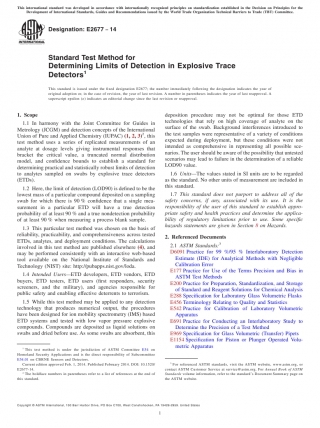 This international standard was developed in accordance with internationally recognized principles on standardization established in the Decision on Principles for the
Development of International Standards, Guides and Recommendations issued by the World Trade Organization Technical Barriers to Trade (TBT) Committee.
Designation: E2677 − 14
Standard Test Method for
Determining Limits of Detection in Explosive Trace
Detectors1
This standard is issued under the fixed designation E2677; the number immediately following the designation indicates the year of
original adoption or, in the case of revision, the year of last revision. A number in parentheses indicates the year of last reapproval. A
superscript epsilon (ε) indicates an editorial change since the last revision or reapproval.
1. Scope
1.1 In harmony with the Joint Committee for Guides in
Metrology (JCGM) and detection concepts of the International
Union of Pure and Applied Chemistry (IUPAC) (1, 2, 3)2, this
test method uses a series of replicated measurements of an
analyte at dosage levels giving instrumental responses that
bracket the critical value, a truncated normal distribution
model, and confidence bounds to establish a standard for
determining practical and statistically robust limits of detection
to analytes sampled on swabs by explosive trace detectors
(ETDs).
1.2 Here, the limit of detection (LOD90) is defined to be the
lowest mass of a particular compound deposited on a sampling
swab for which there is 90 % confidence that a single mea-
surement in a particular ETD will have a true detection
probability of at least 90 % and a true nondetection probability
of at least 90 % when measuring a process blank sample.
1.3 This particular test method was chosen on the basis of
reliability, practicability, and comprehensiveness across tested
ETDs, analytes, and deployment conditions. The calculations
involved in this test method are published elsewhere (4), and
may be performed consistently with an interactive web-based
tool available on the National Institute of Standards and
Technology (NIST) site: http://pubapps.nist.gov/loda.
1.4 Intended Users—ETD developers, ETD vendors, ETD
buyers, ETD testers, ETD users (first responders, security
screeners, and the military), and agencies responsible for
public safety and enabling effective deterrents to terrorism.
1.5 While this test method may be applied to any detection
technology that produces numeric output, the procedures
have been designed for ion mobility spectrometry (IMS) based
ETD systems and tested with low vapor pressure explosive
compounds. Compounds are deposited as liquid solutions on
swabs and dried before use. As some swabs are absorbent, this
deposition procedure may not be optimal for those ETD
technologies that rely on high coverage of analyte on the
surface of the swab. Background interferences introduced to
the test samples were representative of a variety of conditions
expected during deployment, but these conditions were not
intended as comprehensive in representing all possible sce-
narios. The user should be aware of the possibility that untested
scenarios may lead to failure in the determination of a reliable
LOD90 value.
1.6 Units—The values stated in SI units are to be regarded
as the standard. No other units of measurement are included in
this standard.
1.7 This standard does not purport to address all of the
safety concerns, if any, associated with its use. It is the
responsibility of the user of this standard to establish appro-
priate safety and health practices and determine the applica-
bility of regulatory limitations prior to use. Some specific
hazards statements are given in Section 8 on Hazards.
2. Referenced Documents
2.1 ASTM Standards:3
D6091 Practice for 99 %/95 % Interlaboratory Detection
Estimate (IDE) for Analytical Methods with Negligible
Calibration Error
E177 Practice for Use of the Terms Precision and Bias in
ASTM Test Methods
E200 Practice for Preparation, Standardization, and Storage
of Standard and Reagent Solutions for Chemical Analysis
E288 Specification for Laboratory Glass Volumetric Flasks
E456 Terminology Relating to Quality and Statistics
E542 Practice for Calibration of Laboratory Volumetric
Apparatus
E691 Practice for Conducting an Interlaboratory Study to
Determine the Precision of a Test Method
E969 Specification for Glass Volumetric (Transfer) Pipets
E1154 Specification for Piston or Plunger Operated Volu-
metric Apparatus
1 This test method is under the jurisdiction of ASTM Committee E54 on
Homeland Security Applications and is the direct responsibility of Subcommittee
E54.01 on CBRNE Sensors and Detectors.
Current edition approved Feb. 1, 2014. Published February 2014. DOI: 10.1520/
E2677-14.
2 The boldface numbers in parentheses refer to a list of references at the end of
this standard.
3 For referenced ASTM standards, visit the ASTM website, www.astm.org, or
contact ASTM Customer Service at service@astm.org. For Annual Book of ASTM
Standards volume information, refer to the standard's Document Summary page on
the ASTM website.
Copyright © ASTM International, 100 Barr Harbor Drive, PO Box C700, West Conshohocken, PA 19428-2959. United States
1